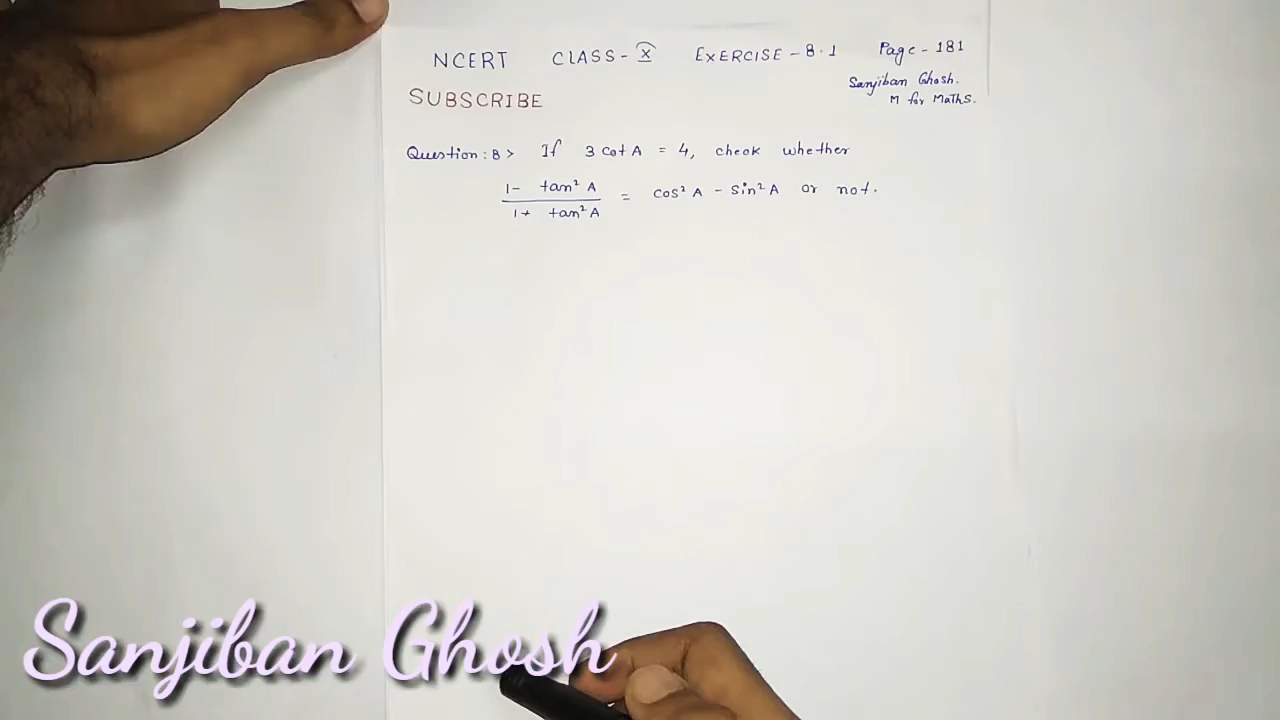 NCERT CLASS-X EXERCISE-8.1 Page-181
Sanjiban Ghosh.
SUBSCRIBE
M for MaThS.
Question:8> If 3 cot A = 4, check whether
1 - tan² A / 1 + tan² A = cos² A - sin² A or not.
Sanjiban Ghosh